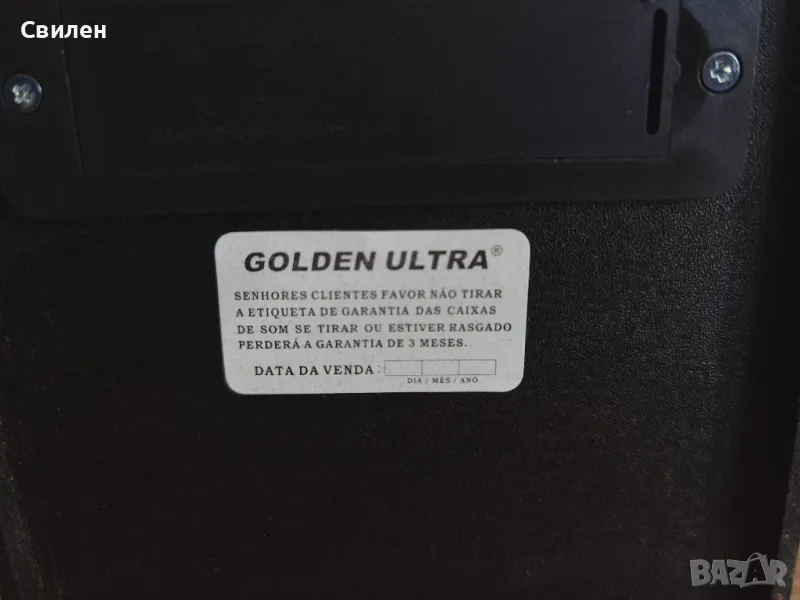 Свилен
GOLDEN ULTRA®
SENHORES CLIENTES FAVOR NÃO TIRAR
A ETIQUETA DE GARANTIA DAS CAIXAS
DE SOM SE TIRAR OU ESTIVER RASGADO
PERDERÁ A GARANTIA DE 3 MESES.
DATA DA VENDA:
DIA / MÊS / ANO
BAZAR